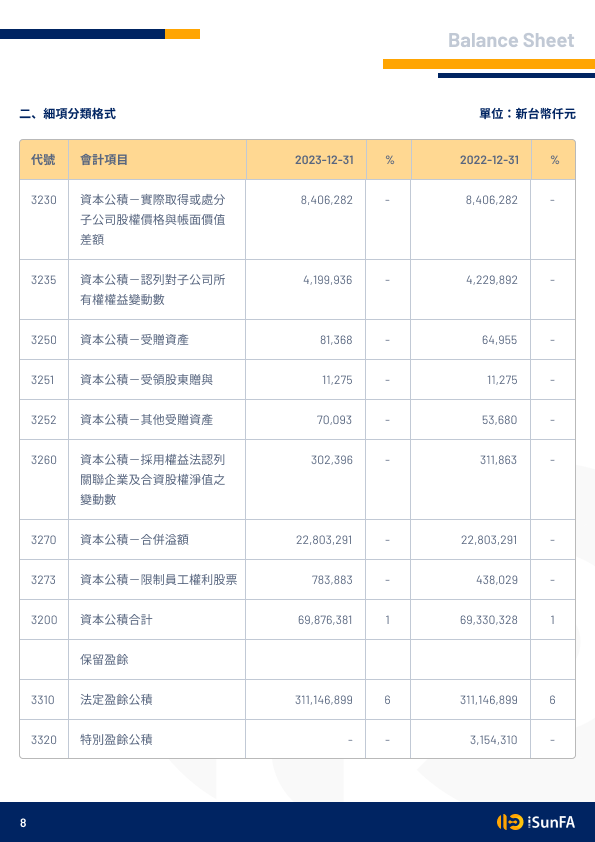 Balance Sheet
二、細項分類格式 單位：新台幣仟元
代號 會計項目 2023-12-31 % 2022-12-31 %
3230 資本公積－實際取得或處分 8,406,282 - 8,406,282 -
子公司股權價格與帳面價值
差額
3235 資本公積－認列對子公司所 4,199,936 - 4,229,892 -
有權權益變動數
3250 資本公積－受贈資產 81,368 - 64,955 -
3251 資本公積－受領股東贈與 11,275 - 11,275 -
3252 資本公積－其他受贈資產 70,093 - 53,680 -
3260 資本公積－採用權益法認列 302,396 - 311,863 -
關聯企業及合資股權淨值之
變動數
3270 資本公積－合併溢額 22,803,291 - 22,803,291 -
3273 資本公積－限制員工權利股票 783,883 - 438,029 -
3200 資本公積合計 69,876,381 1 69,330,328 1
保留盈餘
3310 法定盈餘公積 311,146,899 6 311,146,899 6
3320 特別盈餘公積 - - 3,154,310 -
8 iSunFA